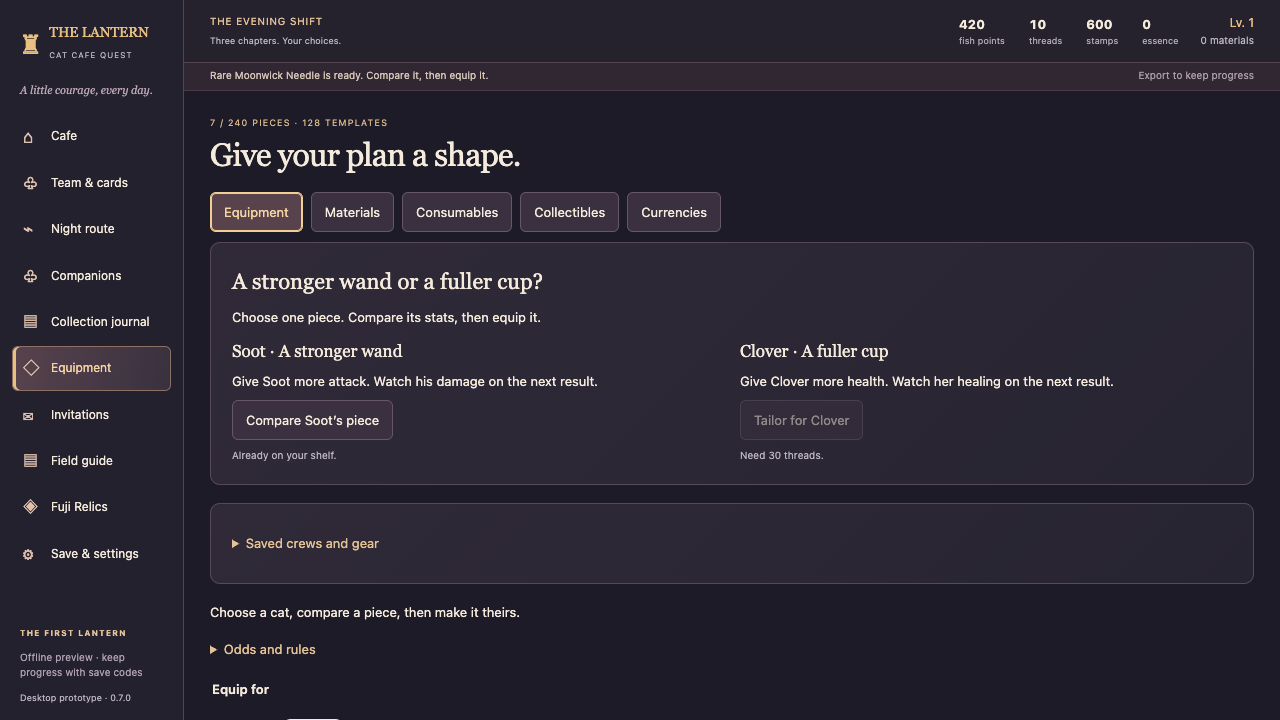 THE LANTERN
CAT CAFE QUEST
A little courage, every day.
Cafe
Team & cards
Night route
Companions
Collection journal
Equipment
Invitations
Field guide
Fuji Relics
Save & settings
THE FIRST LANTERN
Offline preview · keep
progress with save codes
Desktop prototype · 0.7.0
THE EVENING SHIFT
Three chapters. Your choices.
420
fish points
10
threads
600
stamps
0
essence
Lv. 1
0 materials
Rare Moonwick Needle is ready. Compare it, then equip it.
Export to keep progress
7 / 240 PIECES · 128 TEMPLATES
Give your plan a shape.
Equipment
Materials
Consumables
Collectibles
Currencies
A stronger wand or a fuller cup?
Choose one piece. Compare its stats, then equip it.
Soot · A stronger wand
Give Soot more attack. Watch his damage on the next result.
Compare Soot’s piece
Already on your shelf.
Clover · A fuller cup
Give Clover more health. Watch her healing on the next result.
Tailor for Clover
Need 30 threads.
Saved crews and gear
Choose a cat, compare a piece, then make it theirs.
Odds and rules
Equip for